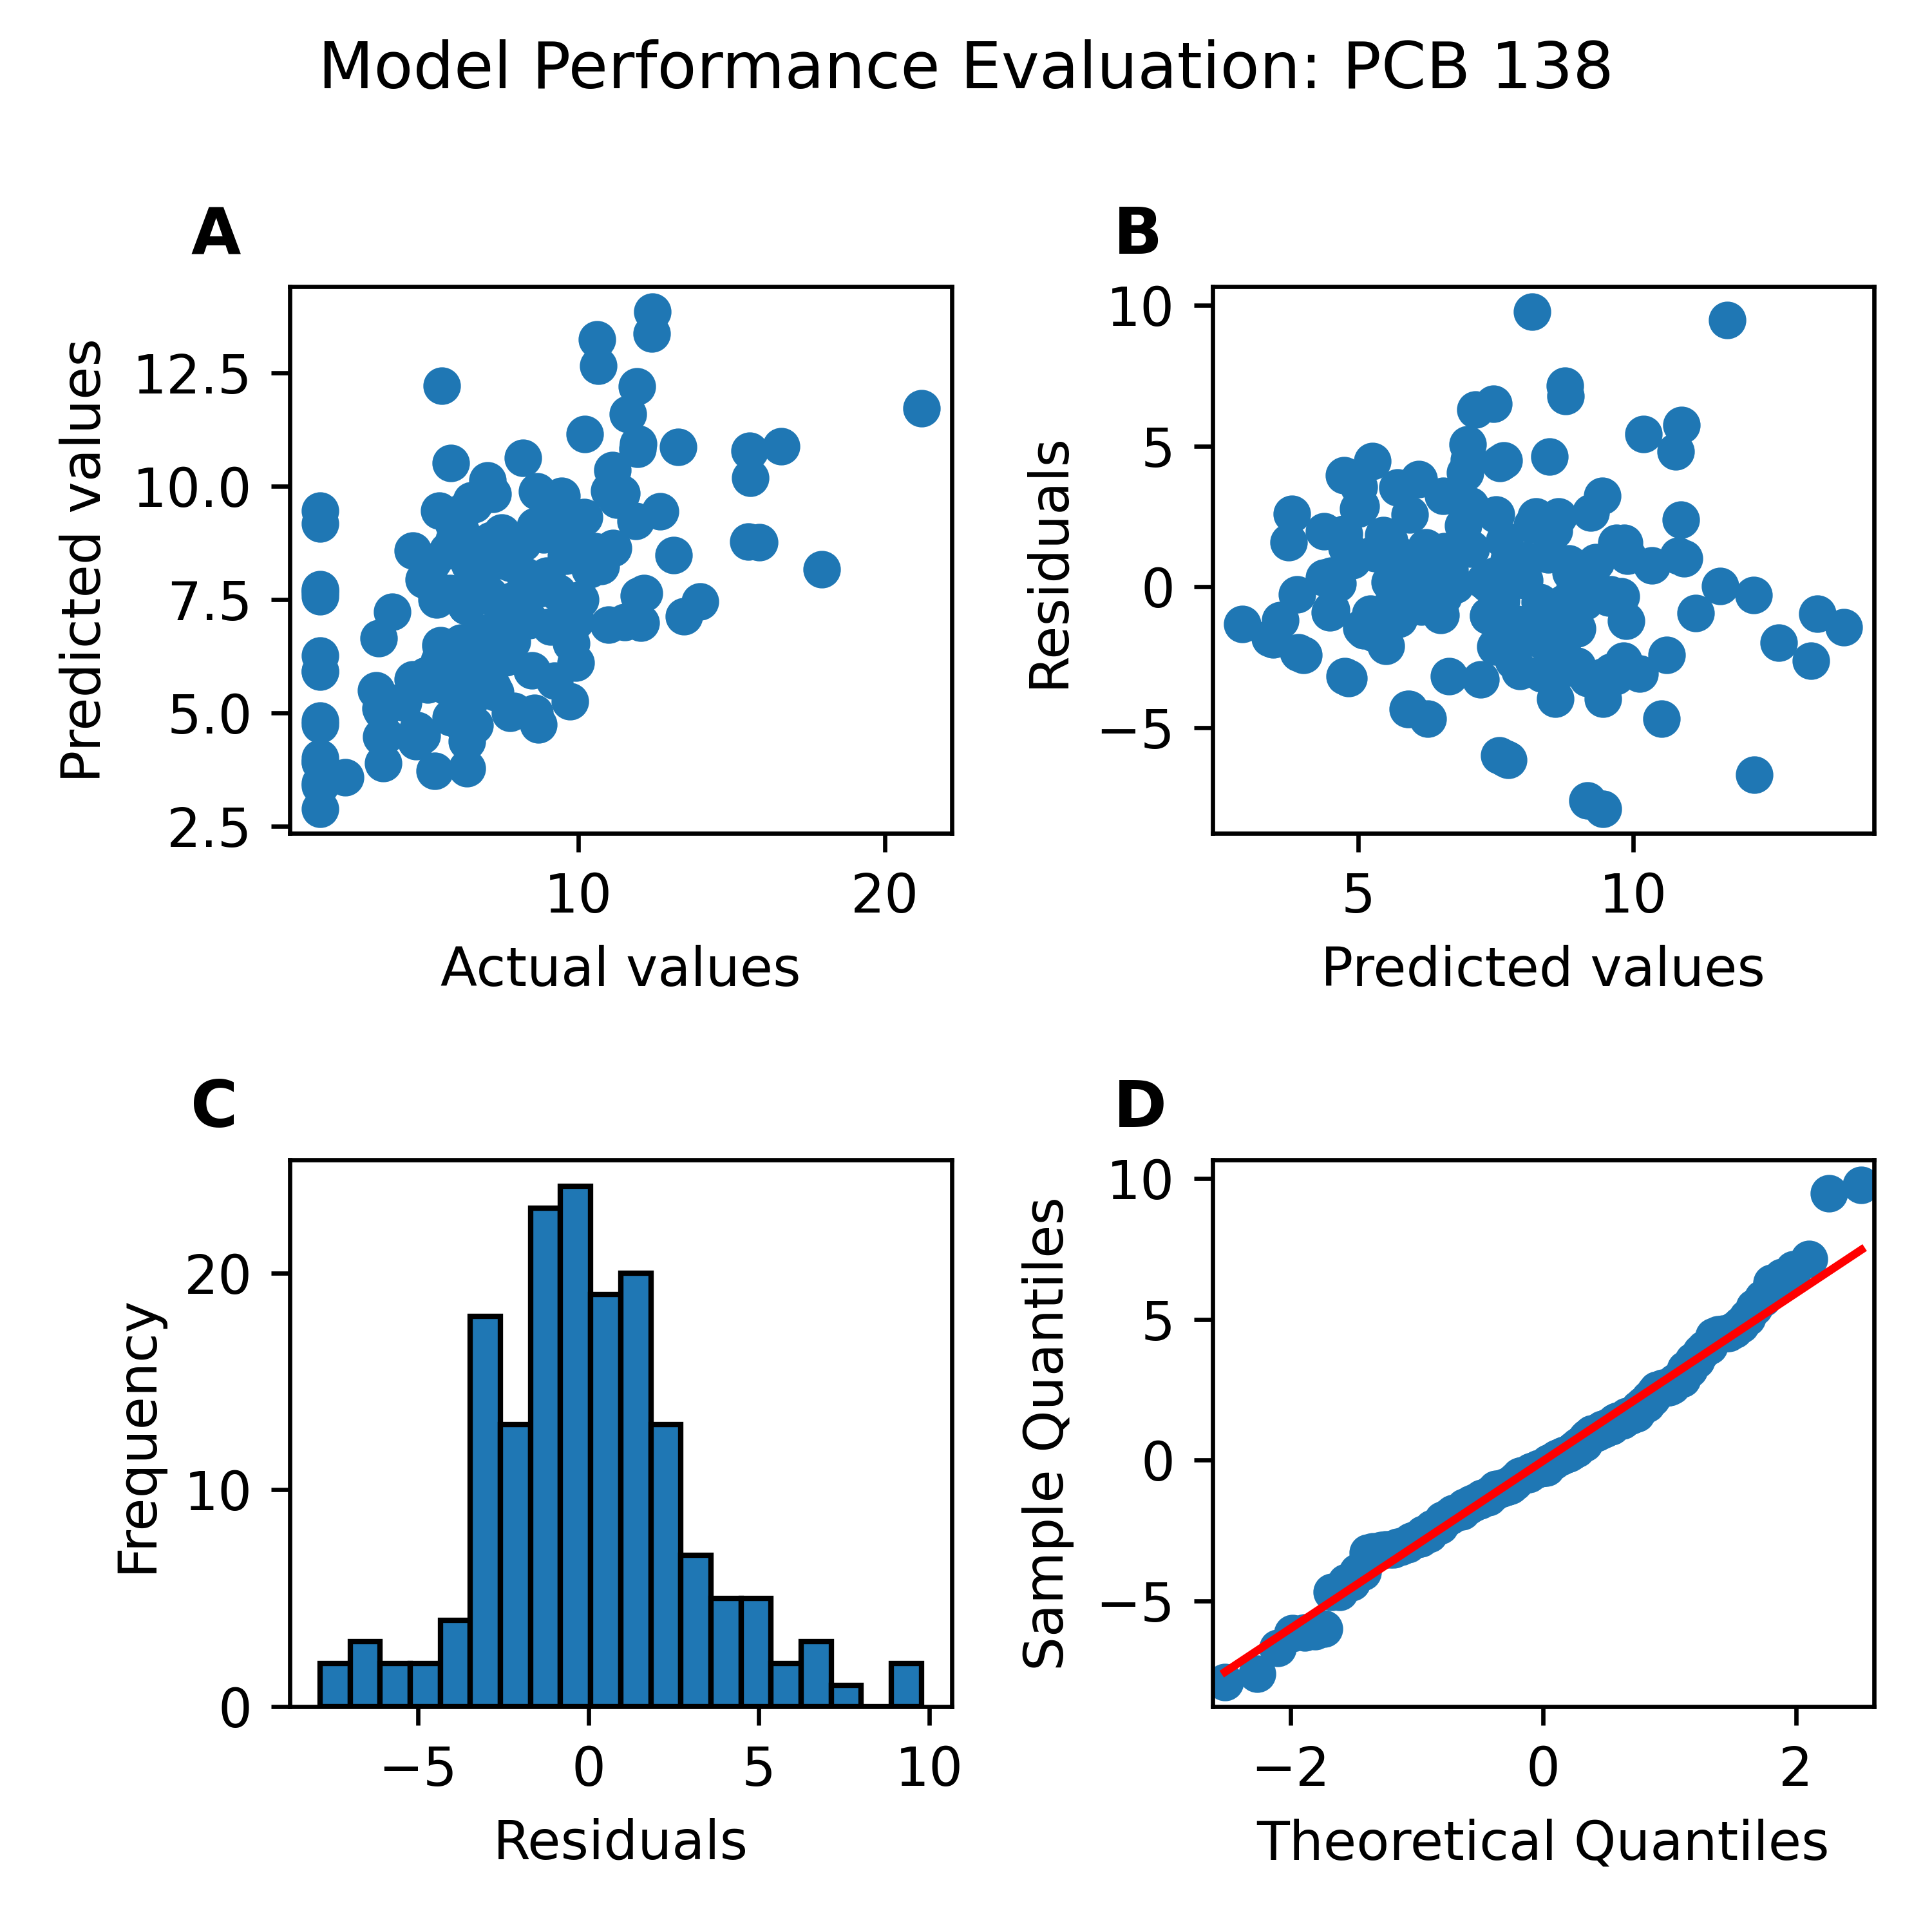 Model Performance Evaluation: PCB 138
A
B
Predicted values
12.5
10.0
7.5
5.0
2.5
10
20
Actual values
Residuals
10
5
0
−5
5
10
Predicted values
C
D
Frequency
20
10
0
−5
0
5
10
Residuals
Sample Quantiles
10
5
0
−5
−2
0
2
Theoretical Quantiles